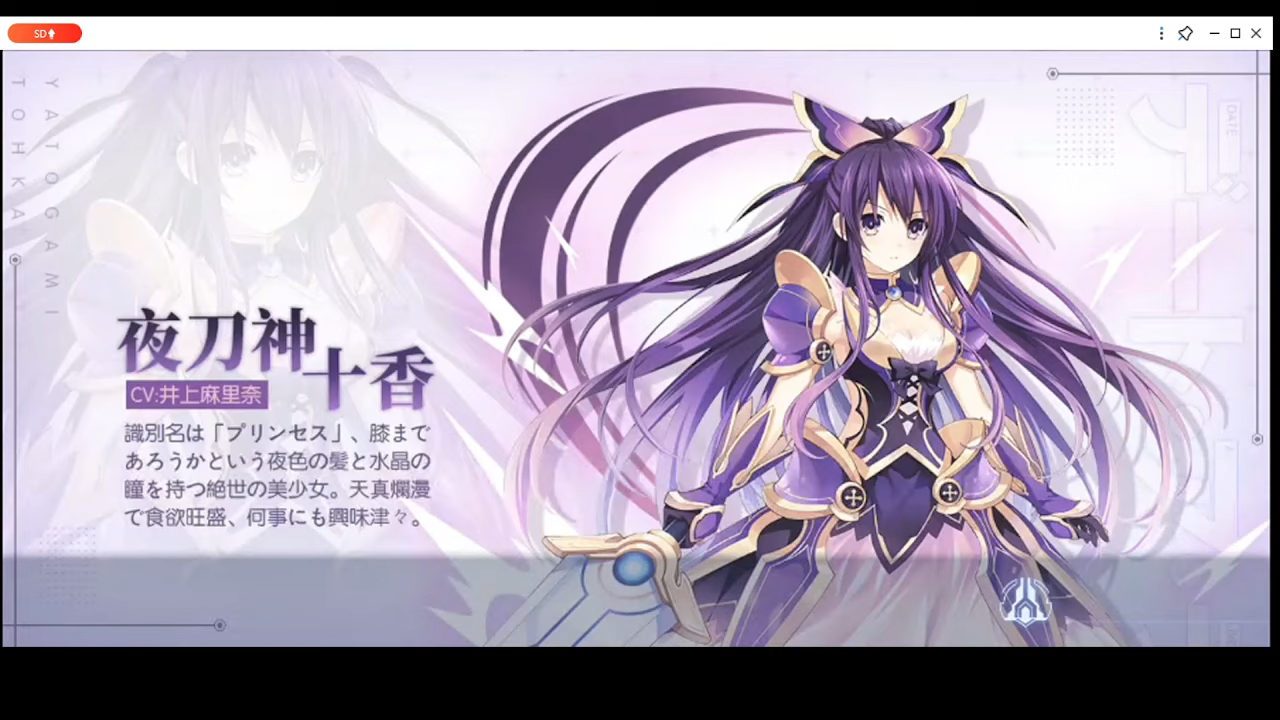 SD
YATOGAMI
TOHKA
夜刀神
十香
CV:井上麻里奈
識別名は「プリンセス」、膝まで
あろうかという夜色の髪と水晶の
瞳を持つ絶世の美少女。天真爛漫
で食欲旺盛、何事にも興味津々。
DATE